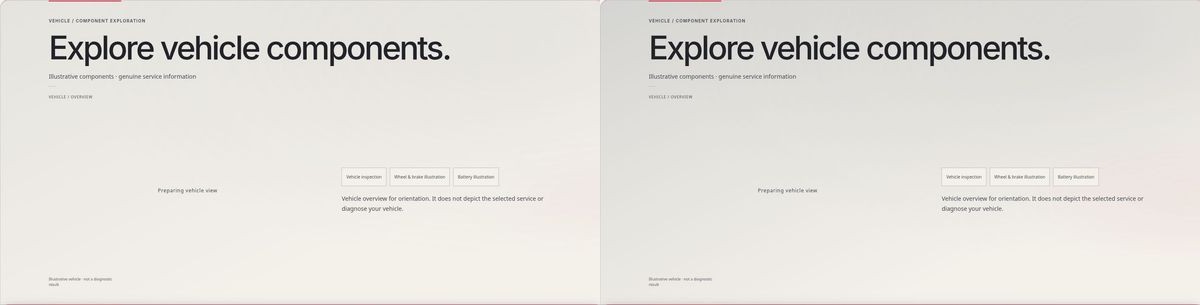 VEHICLE / COMPONENT EXPLORATION
Explore vehicle components.
Illustrative components · genuine service information
VEHICLE / OVERVIEW
Preparing vehicle view
Vehicle inspection
Wheel & brake illustration
Battery illustration
Vehicle overview for orientation. It does not depict the selected service or
diagnose your vehicle.
Illustrative vehicle · not a diagnostic
result
VEHICLE / COMPONENT EXPLORATION
Explore vehicle components.
Illustrative components · genuine service information
VEHICLE / OVERVIEW
Preparing vehicle view
Vehicle inspection
Wheel & brake illustration
Battery illustration
Vehicle overview for orientation. It does not depict the selected service or
diagnose your vehicle.
Illustrative vehicle · not a diagnostic
result